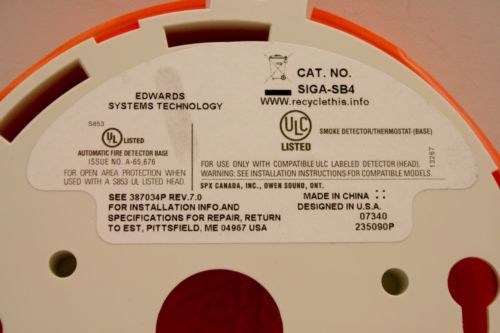 EDWARDS
SYSTEMS TECHNOLOGY
CAT. NO.
SIGA-SB4
www.recyclethis.info
S853
UL LISTED
AUTOMATIC FIRE DETECTOR BASE
ISSUE NO. A-65,676
FOR OPEN AREA PROTECTION WHEN
USED WITH A S853 UL LISTED HEAD.
ULC LISTED
SMOKE DETECTOR/THERMOSTAT (BASE)
13267
FOR USE ONLY WITH COMPATIBLE ULC LABELED DETECTOR (HEAD).
WARNING: SEE INSTALLATION INSTRUCTIONS FOR COMPATIBLE MODELS.
SPX CANADA, INC., OWEN SOUND, ONT.
SEE 387034P REV.7.0
FOR INSTALLATION INFO.AND
SPECIFICATIONS FOR REPAIR, RETURN
TO EST, PITTSFIELD, ME 04967 USA
MADE IN CHINA
DESIGNED IN U.S.A.
07340
235090P